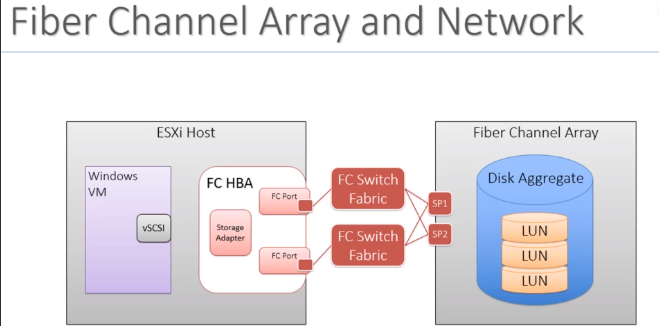 Fiber Channel Array and Network
ESXi Host
Windows
VM
vSCSI
FC HBA
Storage
Adapter
FC Port
FC Port
FC Switch
Fabric
FC Switch
Fabric
Fiber Channel Array
SP1
SP2
Disk Aggregate
LUN
LUN
LUN